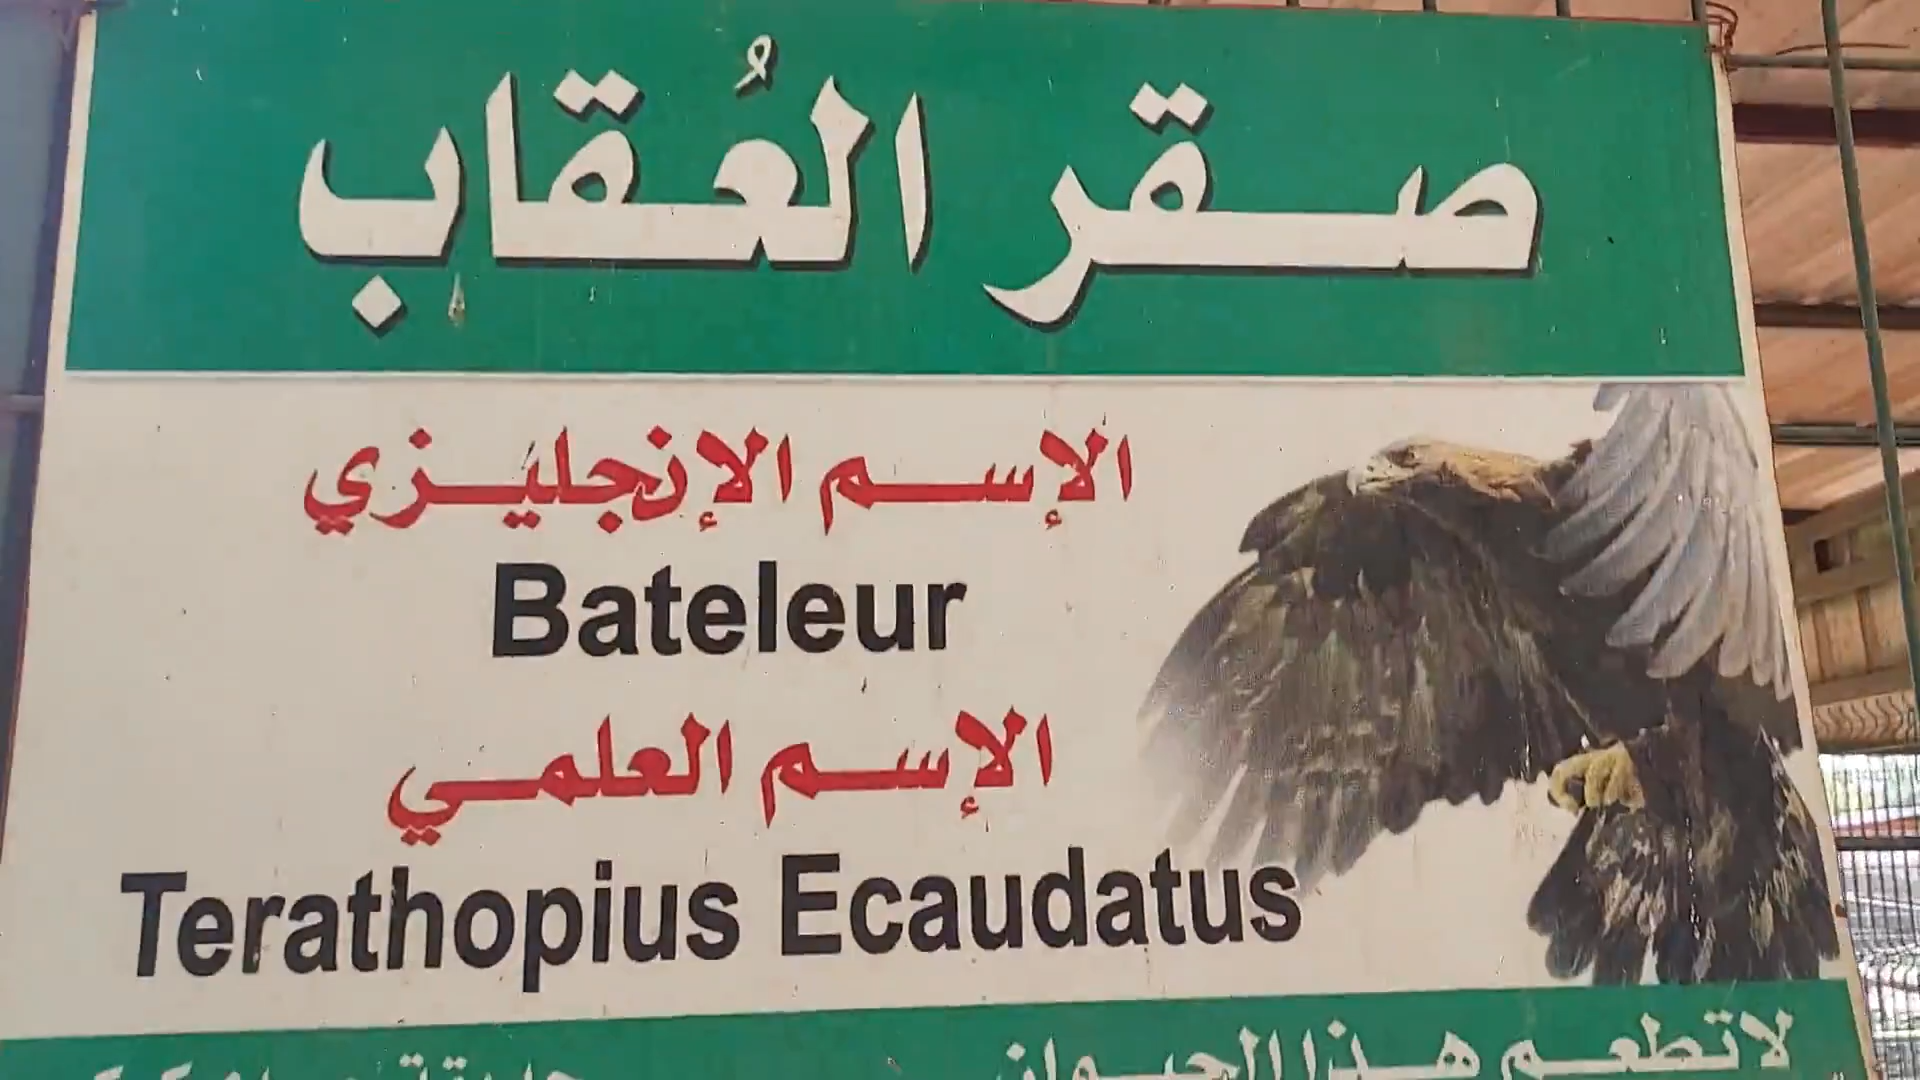 صقر العُقاب
الإسم الإنجليزي
Bateleur
الإسم العلمي
Terathopius Ecaudatus
لاتطعم هذا الحيوان